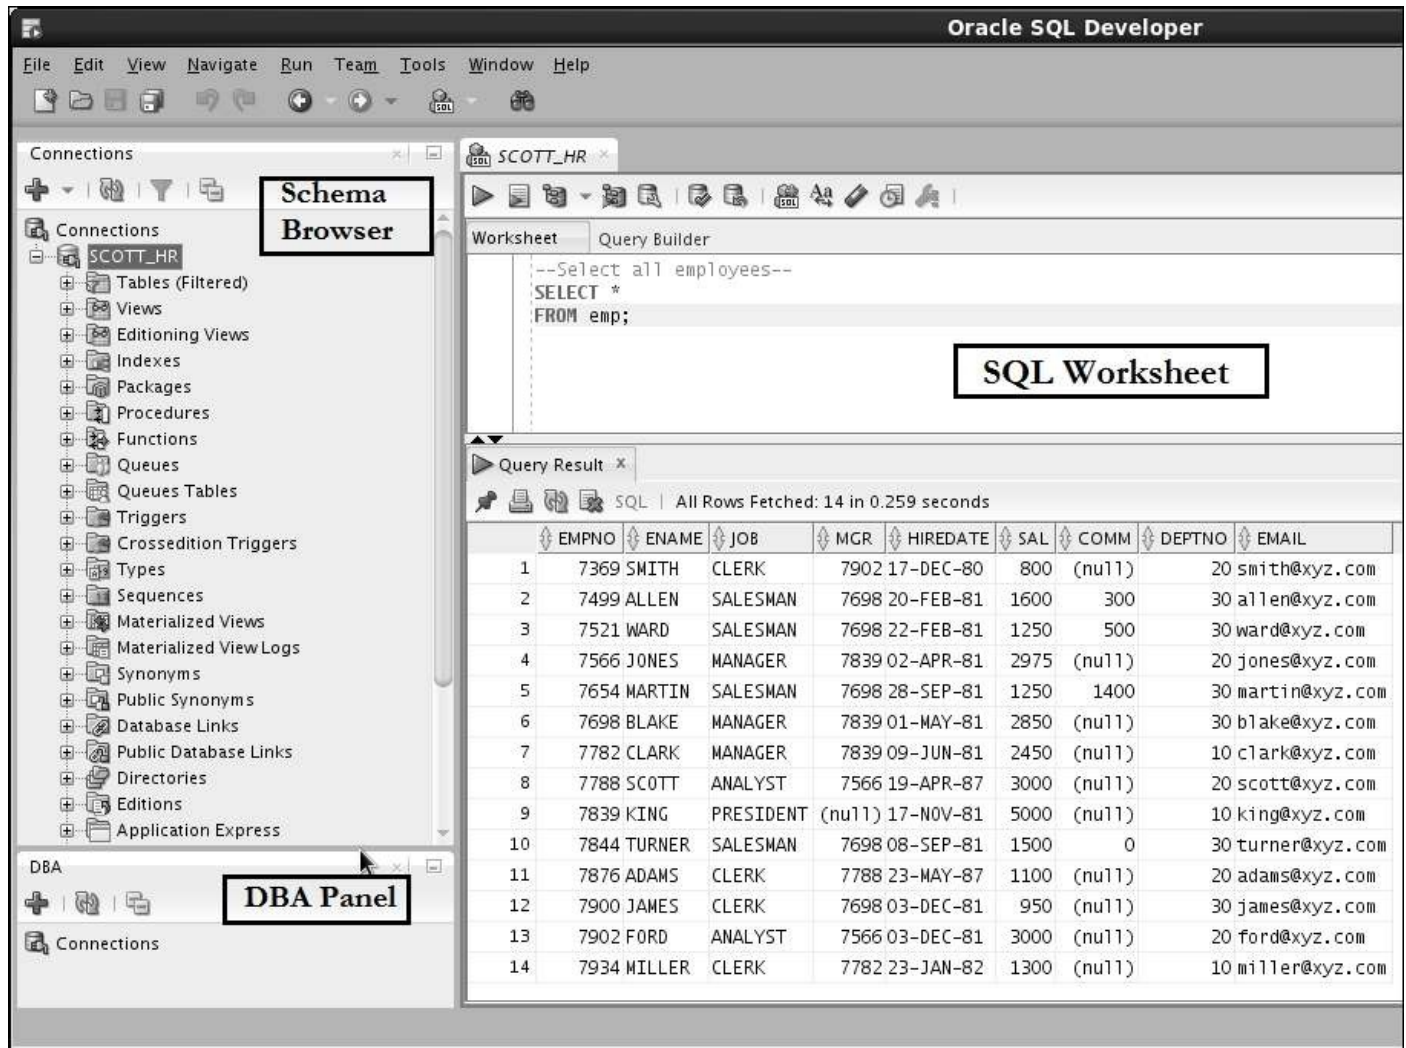 Oracle SQL Developer
File Edit View Navigate Run Team Tools Window Help
Connections
Schema
Browser
Connections
SCOTT_HR
Tables (Filtered)
Views
Editioning Views
Indexes
Packages
Procedures
Functions
Queues
Queues Tables
Triggers
Crossedition Triggers
Types
Sequences
Materialized Views
Materialized View Logs
Synonyms
Public Synonyms
Database Links
Public Database Links
Directories
Editions
Application Express
DBA
DBA Panel
Connections
SCOTT_HR
Worksheet Query Builder
--Select all employees--
SELECT *
FROM emp;
SQL Worksheet
Query Result
SQL | All Rows Fetched: 14 in 0.259 seconds
EMPNO ENAME JOB MGR HIREDATE SAL COMM DEPTNO EMAIL
1 7369 SMITH CLERK 7902 17-DEC-80 800 (null) 20 smith@xyz.com
2 7499 ALLEN SALESMAN 7698 20-FEB-81 1600 300 30 allen@xyz.com
3 7521 WARD SALESMAN 7698 22-FEB-81 1250 500 30 ward@xyz.com
4 7566 JONES MANAGER 7839 02-APR-81 2975 (null) 20 jones@xyz.com
5 7654 MARTIN SALESMAN 7698 28-SEP-81 1250 1400 30 martin@xyz.com
6 7698 BLAKE MANAGER 7839 01-MAY-81 2850 (null) 30 blake@xyz.com
7 7782 CLARK MANAGER 7839 09-JUN-81 2450 (null) 10 clark@xyz.com
8 7788 SCOTT ANALYST 7566 19-APR-87 3000 (null) 20 scott@xyz.com
9 7839 KING PRESIDENT (null) 17-NOV-81 5000 (null) 10 king@xyz.com
10 7844 TURNER SALESMAN 7698 08-SEP-81 1500 0 30 turner@xyz.com
11 7876 ADAMS CLERK 7788 23-MAY-87 1100 (null) 20 adams@xyz.com
12 7900 JAMES CLERK 7698 03-DEC-81 950 (null) 30 james@xyz.com
13 7902 FORD ANALYST 7566 03-DEC-81 3000 (null) 20 ford@xyz.com
14 7934 MILLER CLERK 7782 23-JAN-82 1300 (null) 10 miller@xyz.com